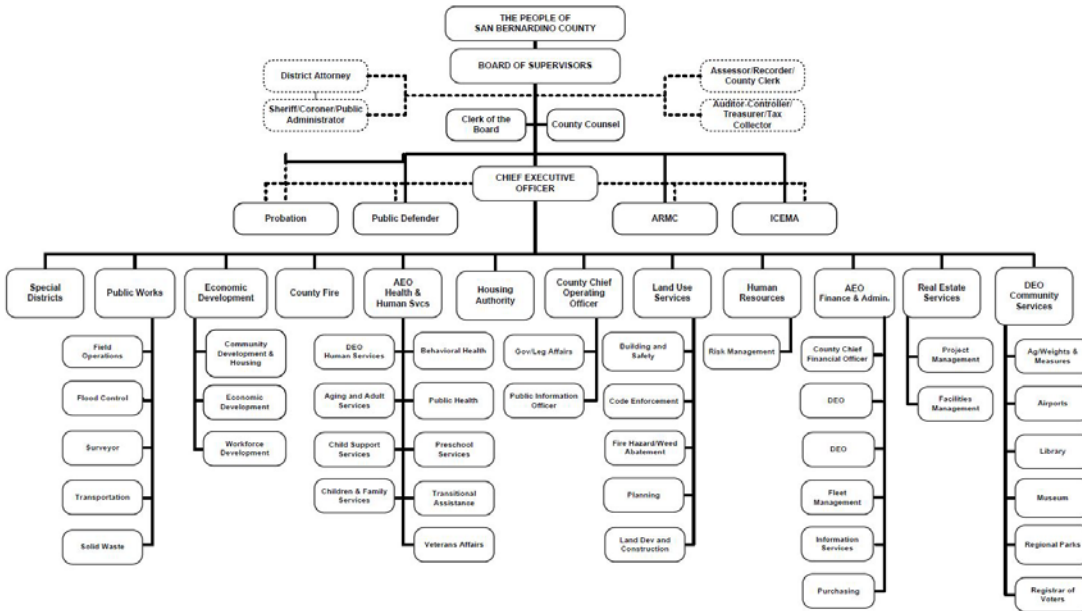 THE PEOPLE OF
SAN BERNARDINO COUNTY
BOARD OF SUPERVISORS
District Attorney
Assessor/Recorder/
County Clerk
Sheriff/Coroner/Public
Administrator
Auditor-Controller/
Treasurer/Tax
Collector
Clerk of the
Board
County Counsel
CHIEF EXECUTIVE
OFFICER
Probation
Public Defender
ARMC
ICEMA
Special
Districts
Public Works
Economic
Development
County Fire
AEO
Health &
Human Svcs
Housing
Authority
County Chief
Operating
Officer
Land Use
Services
Human
Resources
AEO
Finance & Admin.
Real Estate
Services
DEO
Community
Services
Field
Operations
Flood Control
Surveyor
Transportation
Solid Waste
Community
Development &
Housing
Economic
Development
Workforce
Development
DEO
Human Services
Aging and Adult
Services
Child Support
Services
Children & Family
Services
Behavioral Health
Public Health
Preschool
Services
Transitional
Assistance
Veterans Affairs
Gov/Leg Affairs
Public Information
Officer
Building and
Safety
Code Enforcement
Fire Hazard/Weed
Abatement
Planning
Land Dev and
Construction
Risk Management
County Chief
Financial Officer
DEO
DEO
Fleet
Management
Information
Services
Purchasing
Project
Management
Facilities
Management
Ag/Weights &
Measures
Airports
Library
Museum
Regional Parks
Registrar of
Voters